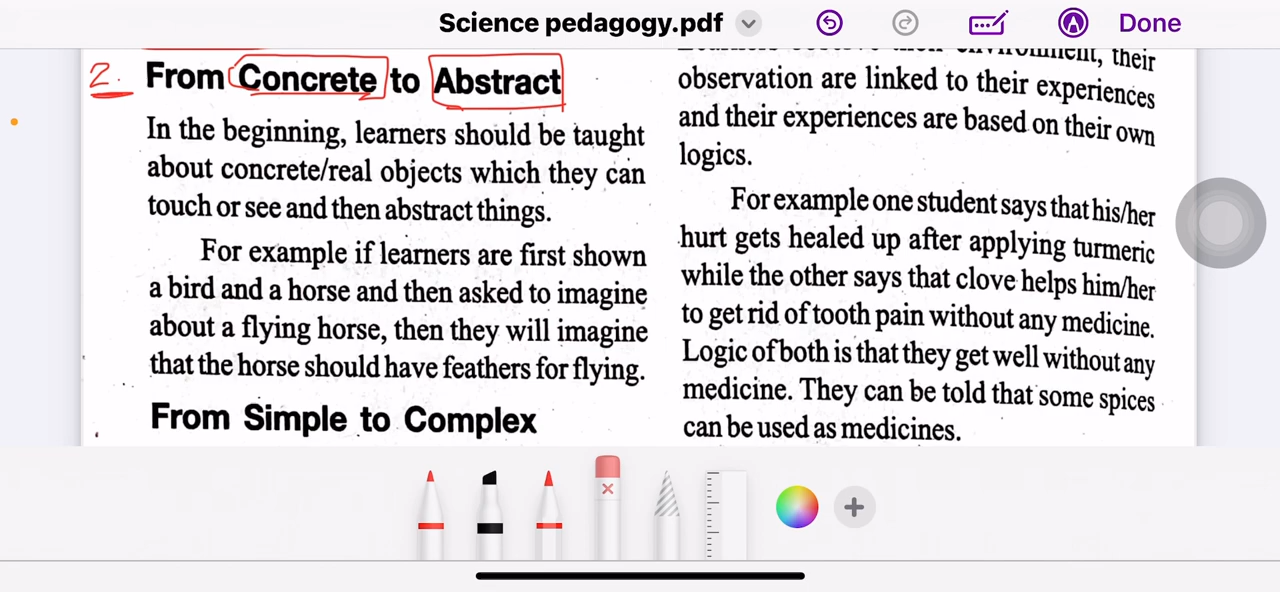 Science pedagogy.pdf
Done
2.
From Concrete to Abstract
In the beginning, learners should be taught
about concrete/real objects which they can
touch or see and then abstract things.
For example if learners are first shown
a bird and a horse and then asked to imagine
about a flying horse, then they will imagine
that the horse should have feathers for flying.
From Simple to Complex
environment, their
observation are linked to their experiences
and their experiences are based on their own
logics.
For example one student says that his/her
hurt gets healed up after applying turmeric
while the other says that clove helps him/her
to get rid of tooth pain without any medicine.
Logic of both is that they get well without any
medicine. They can be told that some spices
can be used as medicines.